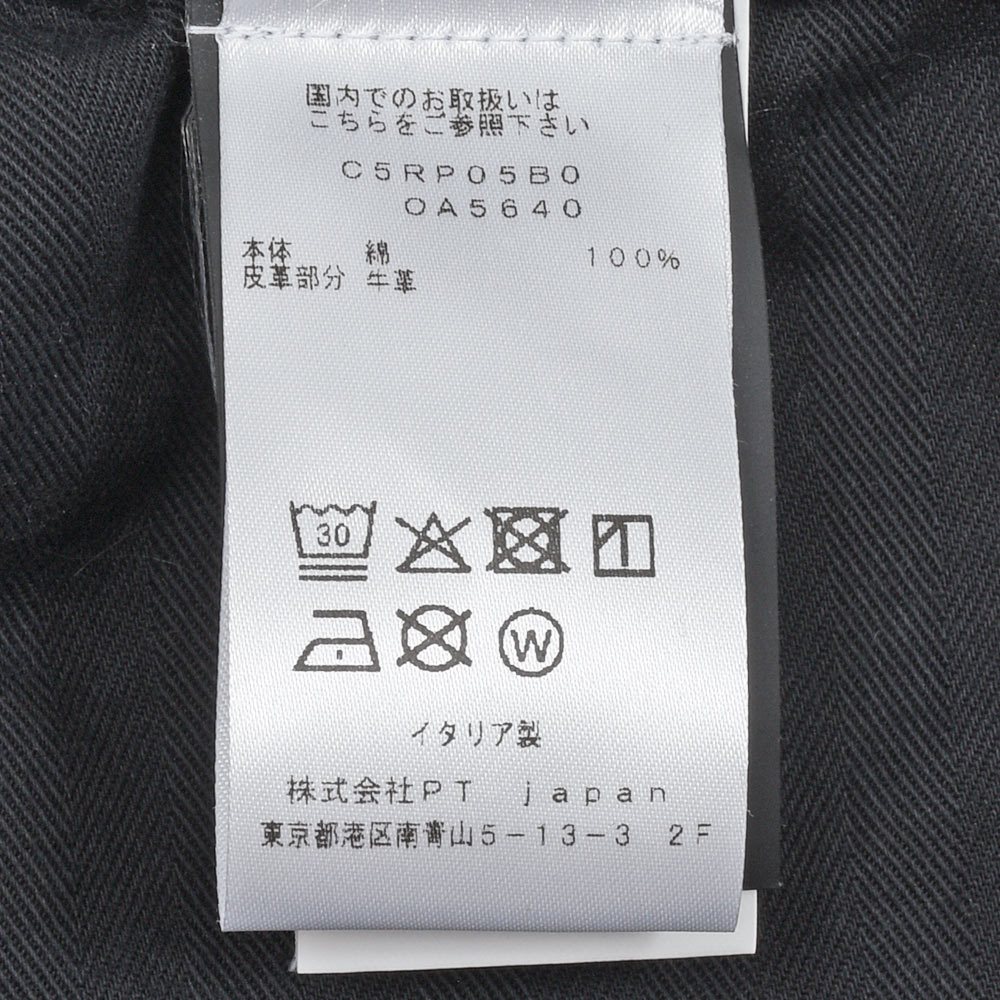 国内でのお取扱いは
こちらをご参照下さい
C5RP05B0
0A5640
本体 綿 100%
皮革部分 牛革
30
W
イタリア製
株式会社PT japan
東京都港区南青山5-13-3 2F